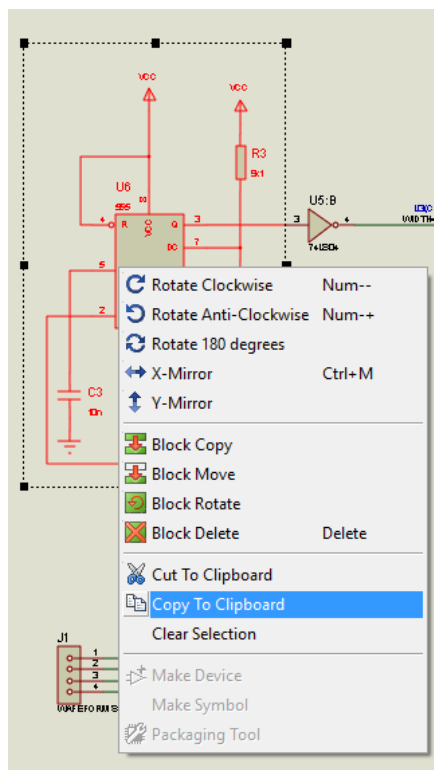 VCC
VCC
R3
5k1
U6
555
8
U5:B
4
R
VCC
Q
3
3
4
74LS04
DC
7
5
2
C3
10n
Rotate Clockwise Num--
Rotate Anti-Clockwise Num-+
Rotate 180 degrees
X-Mirror Ctrl+M
Y-Mirror
Block Copy
Block Move
Block Rotate
Block Delete Delete
Cut To Clipboard
Copy To Clipboard
Clear Selection
Make Device
Make Symbol
Packaging Tool
J1
1
2
3
4